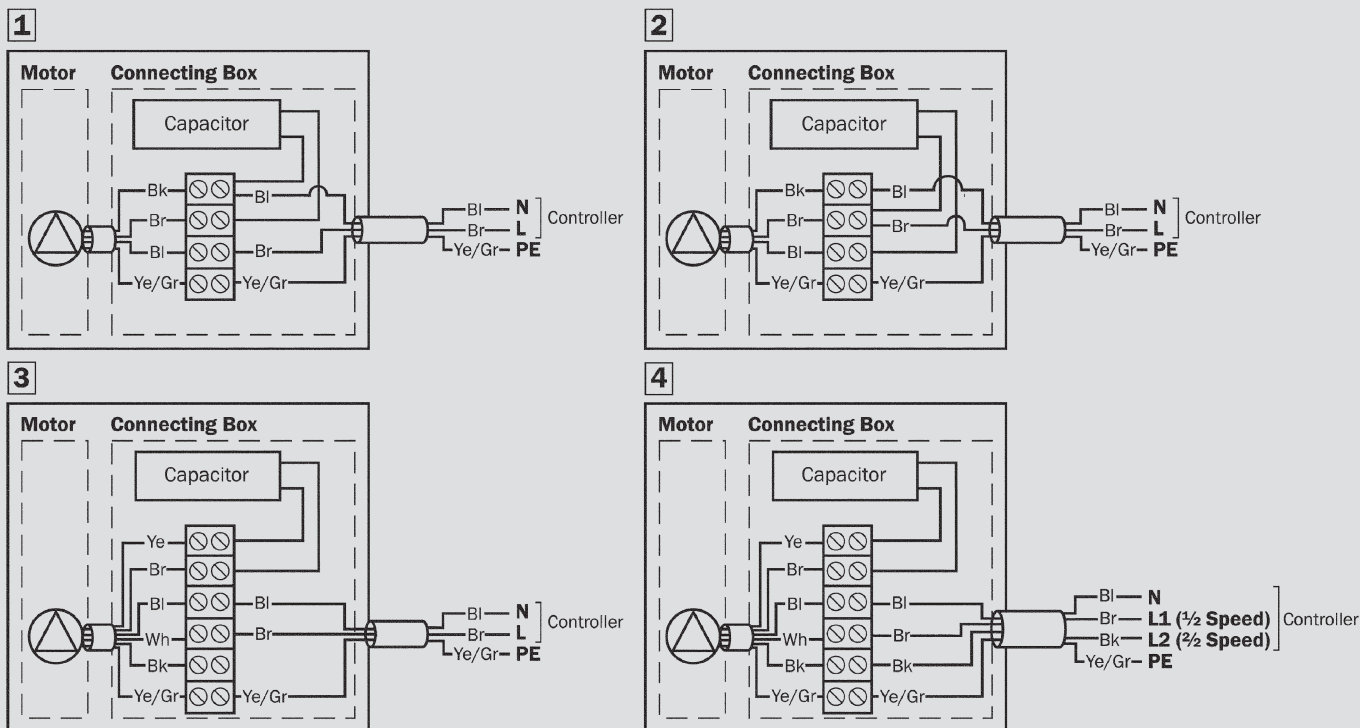 1
Motor Connecting Box
Capacitor
Bk
Bl
Br
Bl
Br
Ye/Gr
Ye/Gr
Bl N
Br L
Ye/Gr PE
Controller
2
Motor Connecting Box
Capacitor
Bk
Bl
Br
Br
Bl
Ye/Gr
Ye/Gr
Bl N
Br L
Ye/Gr PE
Controller
3
Motor Connecting Box
Capacitor
Ye
Br
Bl
Bl
Wh
Br
Bk
Ye/Gr
Ye/Gr
Bl N
Br L
Ye/Gr PE
Controller
4
Motor Connecting Box
Capacitor
Ye
Br
Bl
Bl
Wh
Br
Bk
Bk
Ye/Gr
Ye/Gr
Bl N
Br L1 (½ Speed)
Bk L2 (2/2 Speed)
Ye/Gr PE
Controller